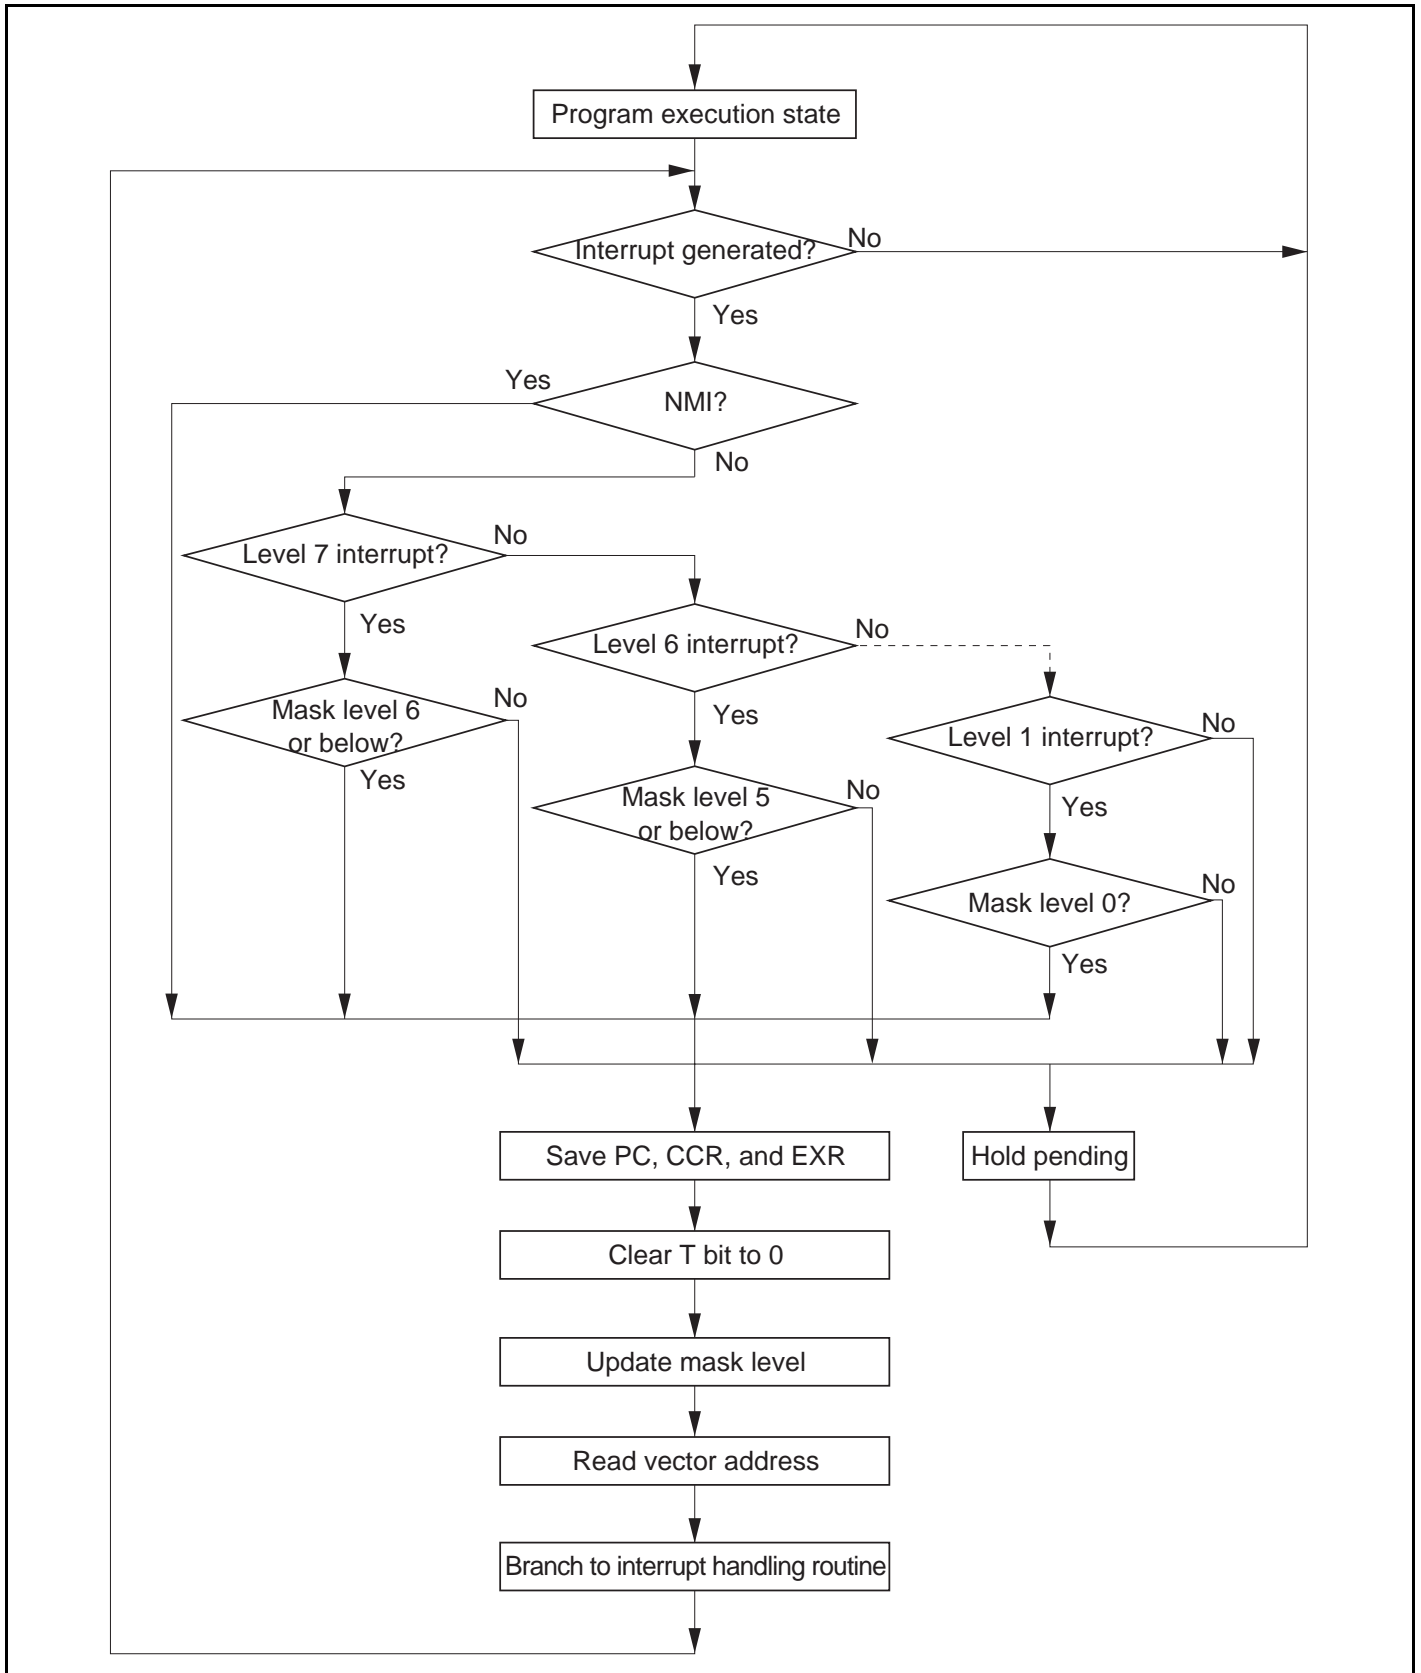 Program execution state
Interrupt generated?
No
Yes
Yes
NMI?
No
Level 7 interrupt?
No
Yes
Level 6 interrupt?
No
Mask level 6
or below?
No
Yes
Yes
Level 1 interrupt?
No
Mask level 5
or below?
No
Yes
Yes
Mask level 0?
No
Yes
Save PC, CCR, and EXR
Hold pending
Clear T bit to 0
Update mask level
Read vector address
Branch to interrupt handling routine